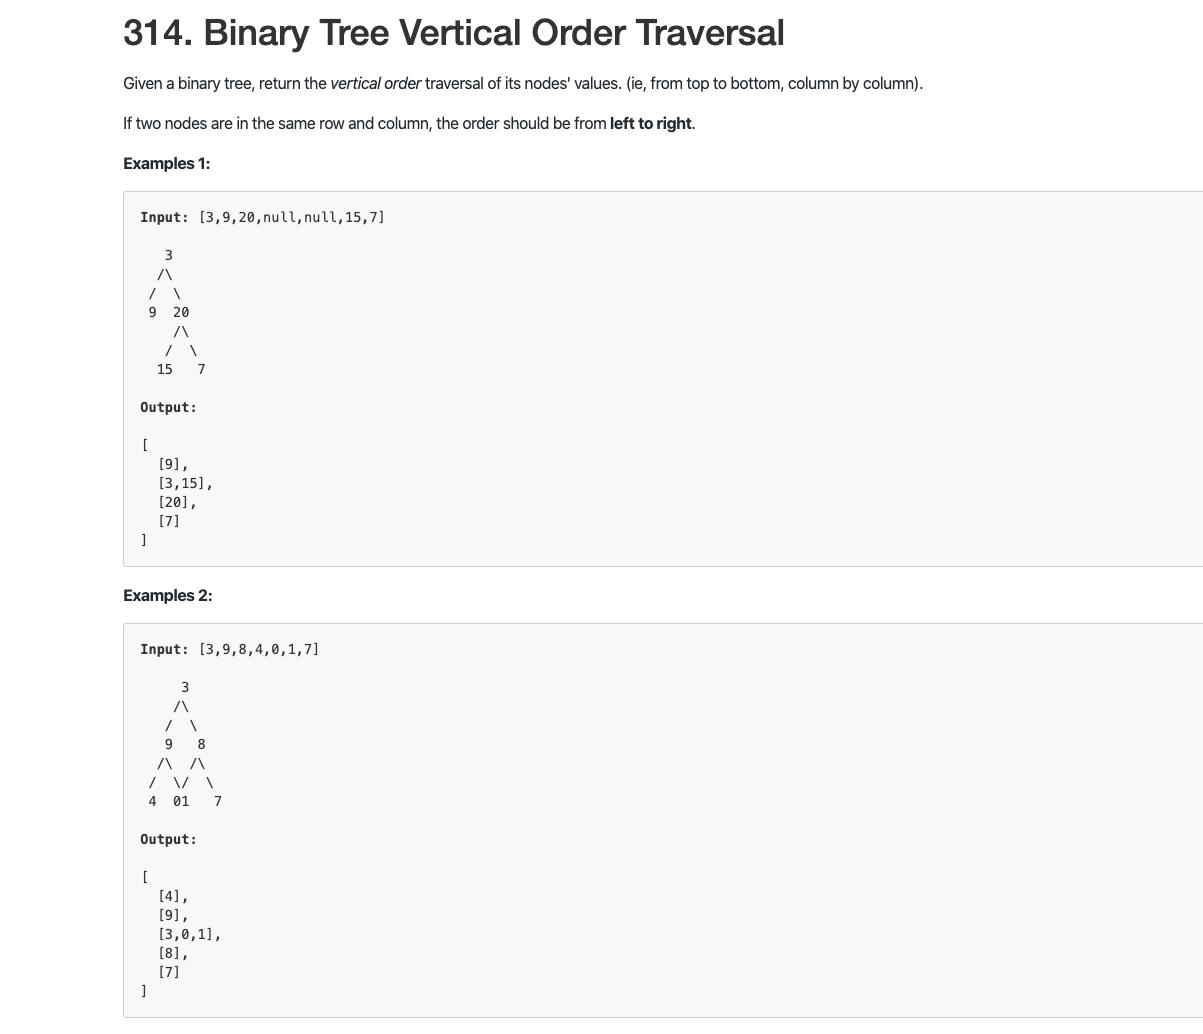 314. Binary Tree Vertical Order Traversal
Given a binary tree, return the vertical order traversal of its nodes' values. (ie, from top to bottom, column by column).
If two nodes are in the same row and column, the order should be from left to right.
Examples 1:
Input: [3,9,20,null,null,15,7]
   3
  /\
 /  \
 9  20
    /\
   /  \
  15   7
Output:
[
  [9],
  [3,15],
  [20],
  [7]
]
Examples 2:
Input: [3,9,8,4,0,1,7]
     3
    /\
   /  \
   9   8
  /\  /\
 /  \/  \
 4  01   7
Output:
[
  [4],
  [9],
  [3,0,1],
  [8],
  [7]
]